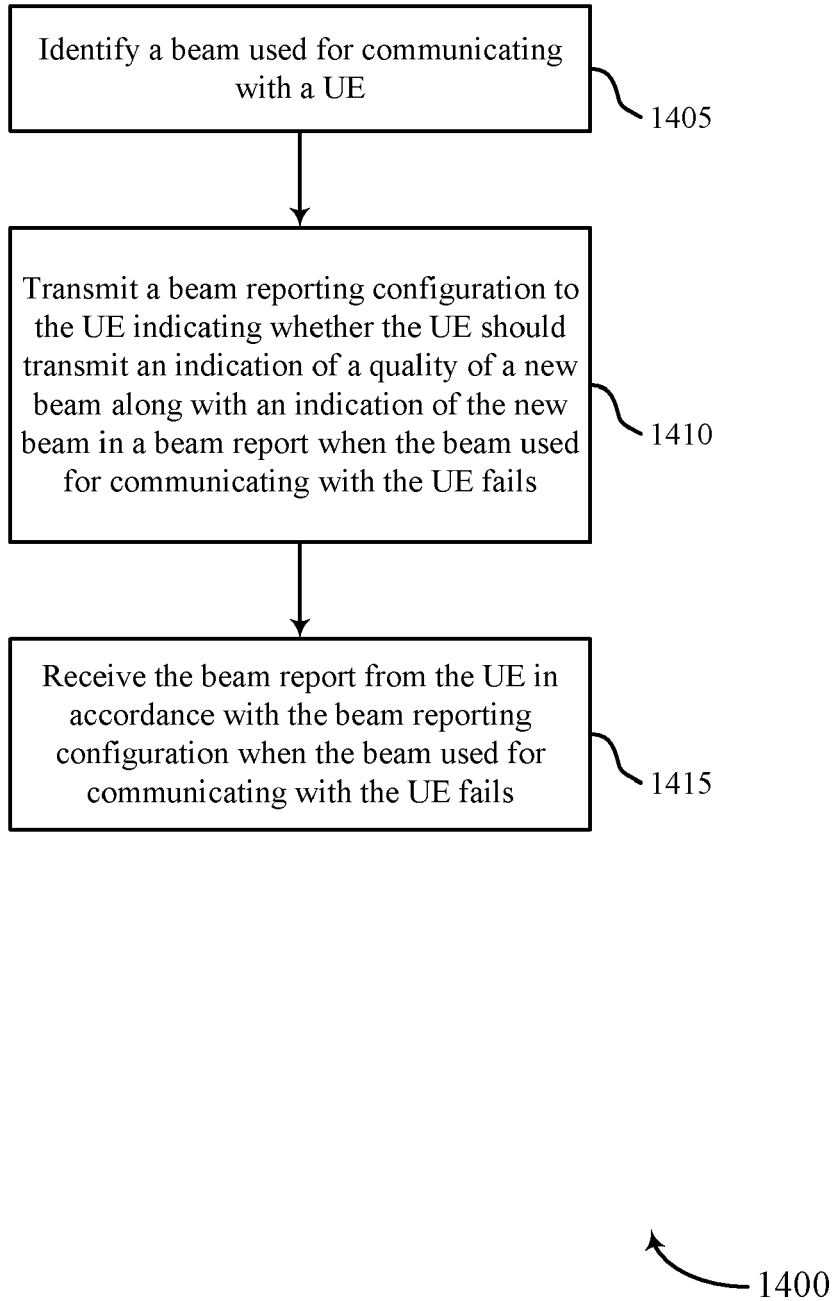 Identify a beam used for communicating
with a UE
1405
Transmit a beam reporting configuration to
the UE indicating whether the UE should
transmit an indication of a quality of a new
beam along with an indication of the new
beam in a beam report when the beam used
for communicating with the UE fails
1410
Receive the beam report from the UE in
accordance with the beam reporting
configuration when the beam used for
communicating with the UE fails
1415
1400